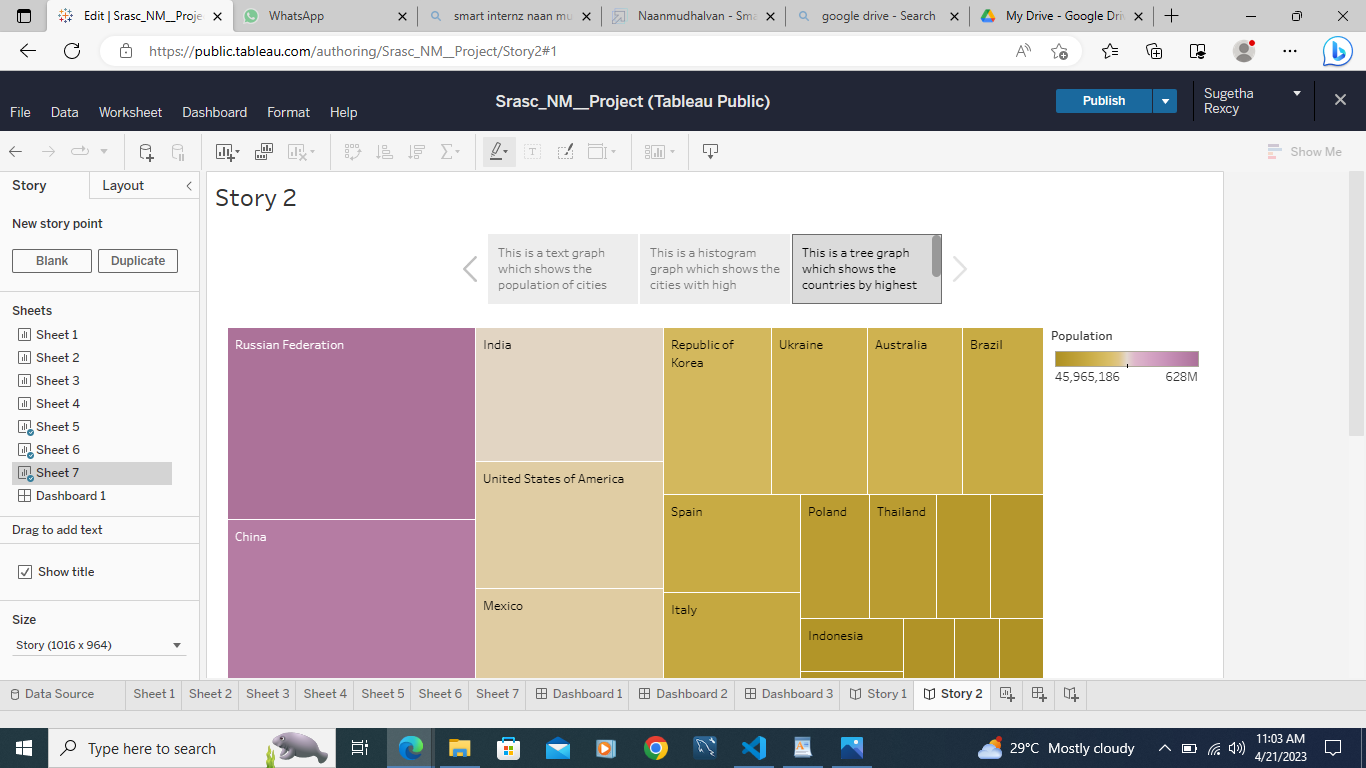 Edit | Srasc_NM__Proje
WhatsApp
smart internz naan mu
Naanmudhalvan - Sma
google drive - Search
My Drive - Google Dri
https://public.tableau.com/authoring/Srasc_NM__Project/Story2#1
File
Data
Worksheet
Dashboard
Format
Help
Srasc_NM__Project (Tableau Public)
Publish
Sugetha
Rexcy
Show Me
Story
Layout
New story point
Blank
Duplicate
Sheets
Sheet 1
Sheet 2
Sheet 3
Sheet 4
Sheet 5
Sheet 6
Sheet 7
Dashboard 1
Drag to add text
Show title
Size
Story (1016 x 964)
Story 2
This is a text graph
which shows the
population of cities
This is a histogram
graph which shows the
cities with high
This is a tree graph
which shows the
countries by highest
Russian Federation
China
India
United States of America
Mexico
Republic of
Korea
Ukraine
Australia
Brazil
Spain
Poland
Thailand
Italy
Indonesia
Population
45,965,186
628M
Data Source
Sheet 1
Sheet 2
Sheet 3
Sheet 4
Sheet 5
Sheet 6
Sheet 7
Dashboard 1
Dashboard 2
Dashboard 3
Story 1
Story 2
Type here to search
29°C Mostly cloudy
11:03 AM
4/21/2023